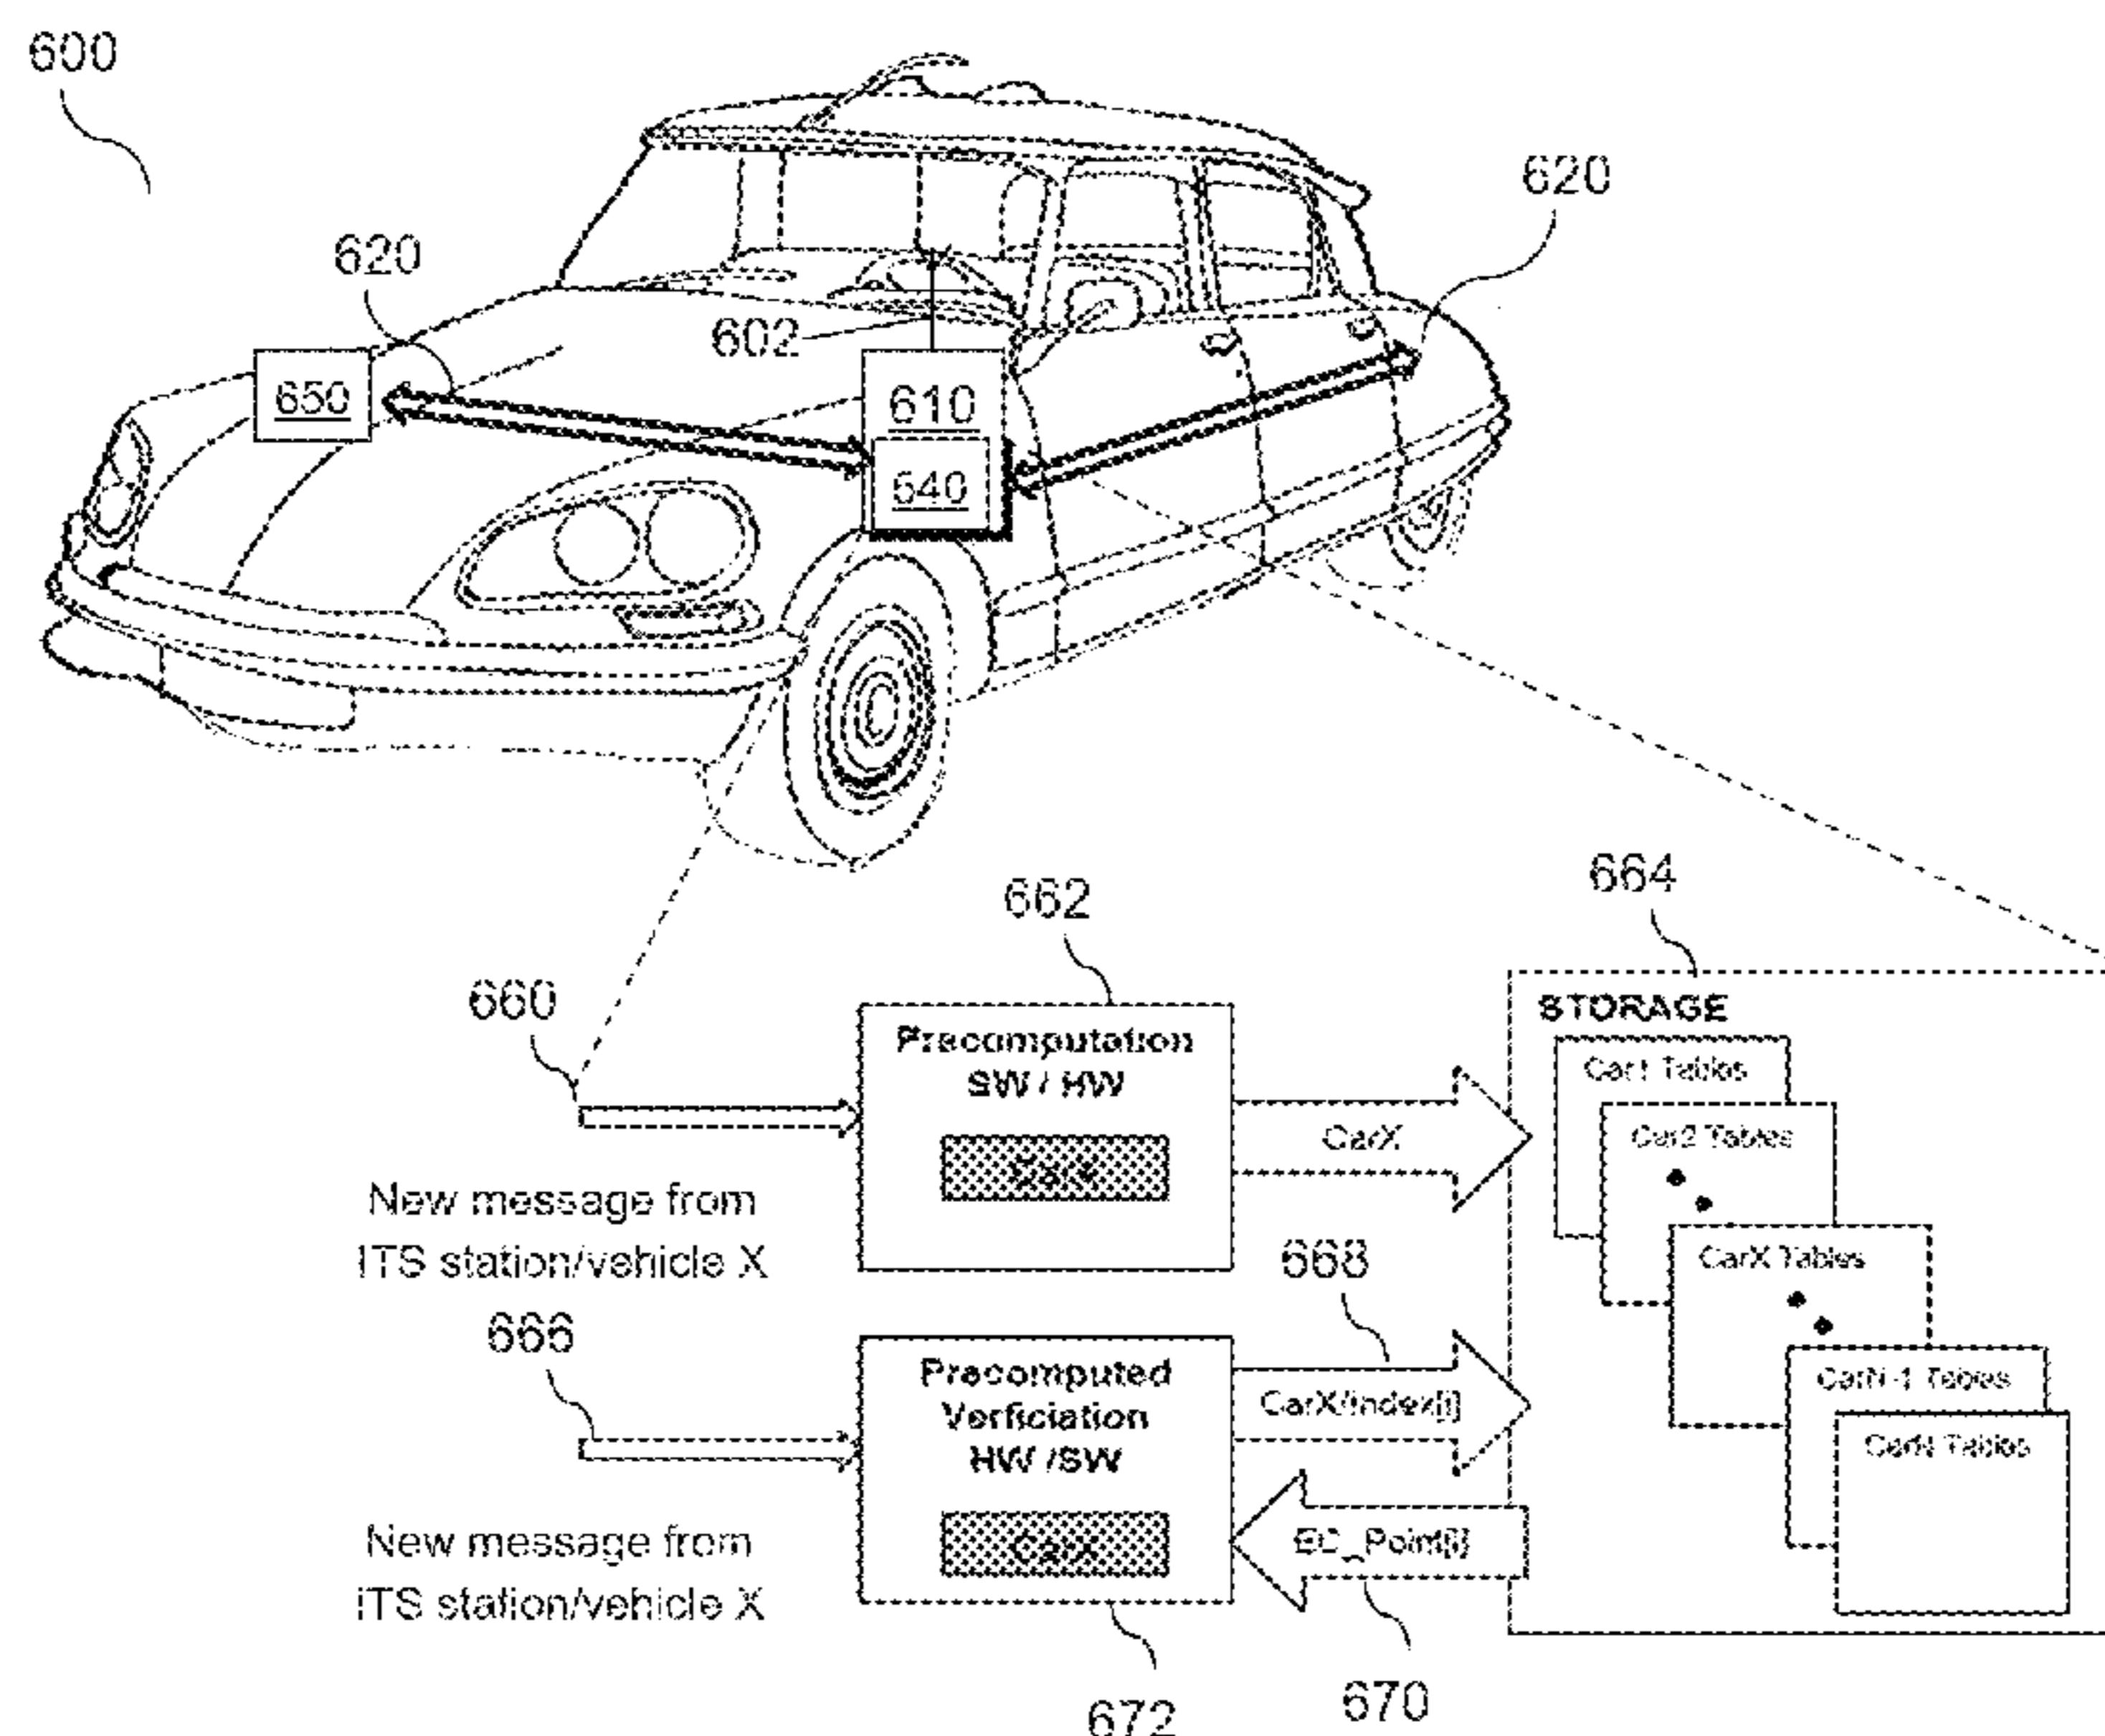 600
620
620
602
650
610
640
664
662
660
STORAGE
Precomputation
SW / HW
Car1 Tables
CarX
Car2 Tables
New message from
ITS station/vehicle X
CarX Tables
668
666
Precomputed
Verficiation
HW /SW
CarX/Index[i]
CarN-1 Tables
CarN Tables
EC_Point[i]
CarX
New message from
ITS station/vehicle X
670
672